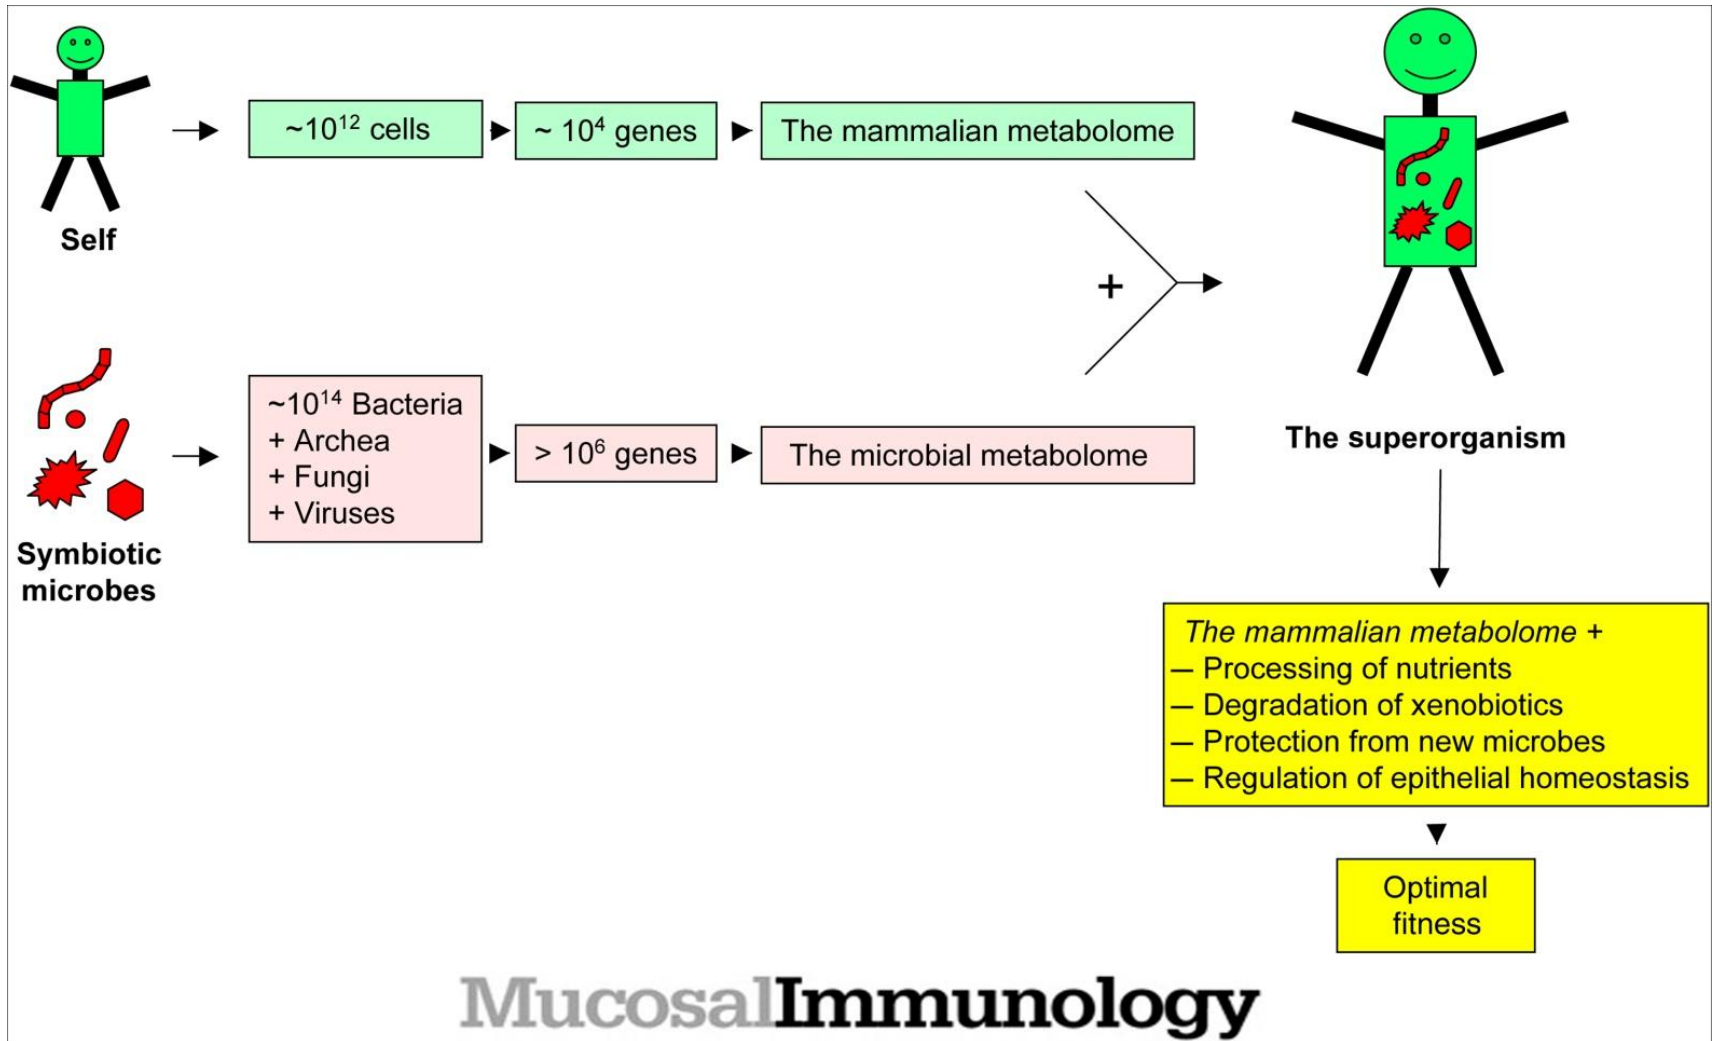 ~10¹² cells
~ 10⁴ genes
The mammalian metabolome
Self
+
~10¹⁴ Bacteria
+ Archea
+ Fungi
+ Viruses
> 10⁶ genes
The microbial metabolome
Symbiotic
microbes
The superorganism
The mammalian metabolome +
— Processing of nutrients
— Degradation of xenobiotics
— Protection from new microbes
— Regulation of epithelial homeostasis
Optimal
fitness
MucosalImmunology